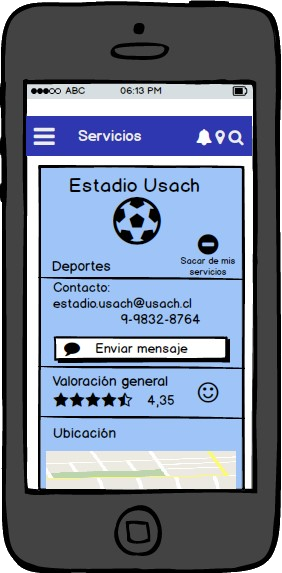 ABC 06:13 PM
Servicios
Estadio Usach
Deportes
Sacar de mis
servicios
Contacto:
estadio.usach@usach.cl
9-9832-8764
Enviar mensaje
Valoración general
4,35
Ubicación